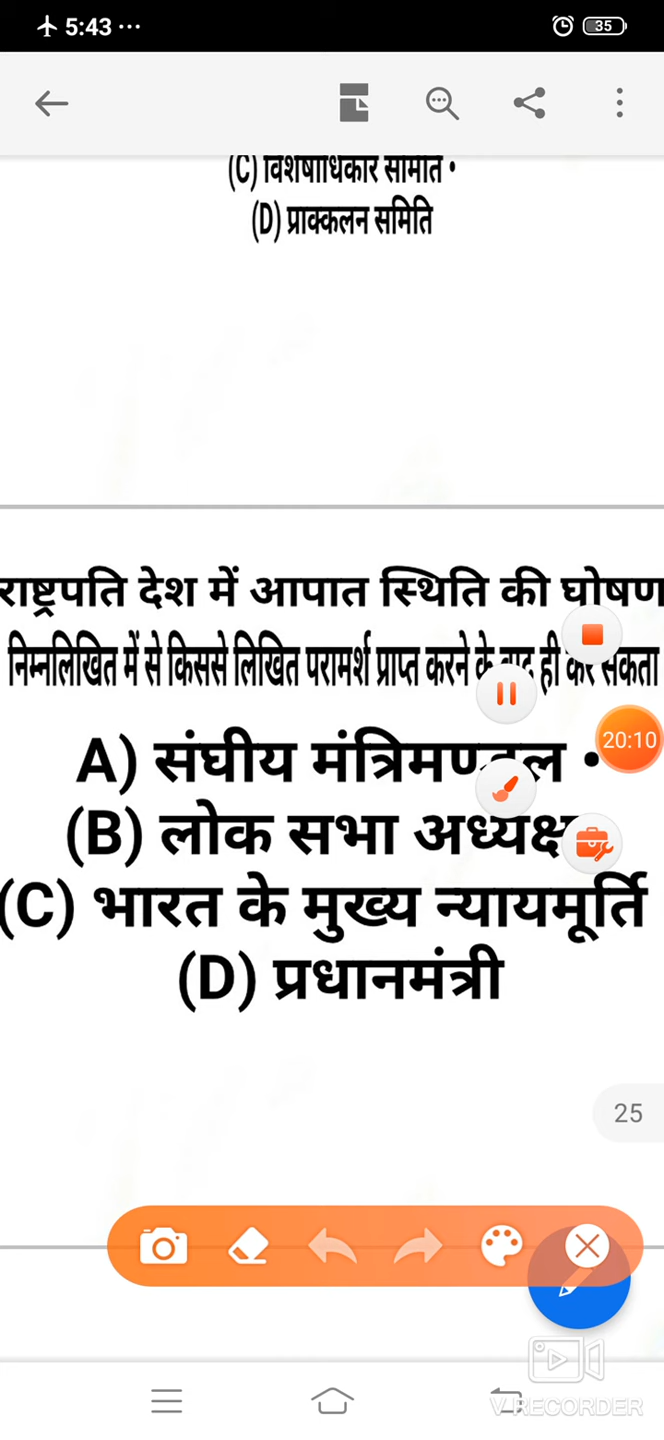 5:43 ...
35
(C) विशेषाधिकार समिति •
(D) प्राक्कलन समिति
राष्ट्रपति देश में आपात स्थिति की घोषण
निम्नलिखित में से किससे लिखित परामर्श प्राप्त करने के बाद ही कर सकता
A) संघीय मंत्रिमण्डल •
20:10
(B) लोक सभा अध्यक्ष
(C) भारत के मुख्य न्यायमूर्ति
(D) प्रधानमंत्री
25
V RECORDER